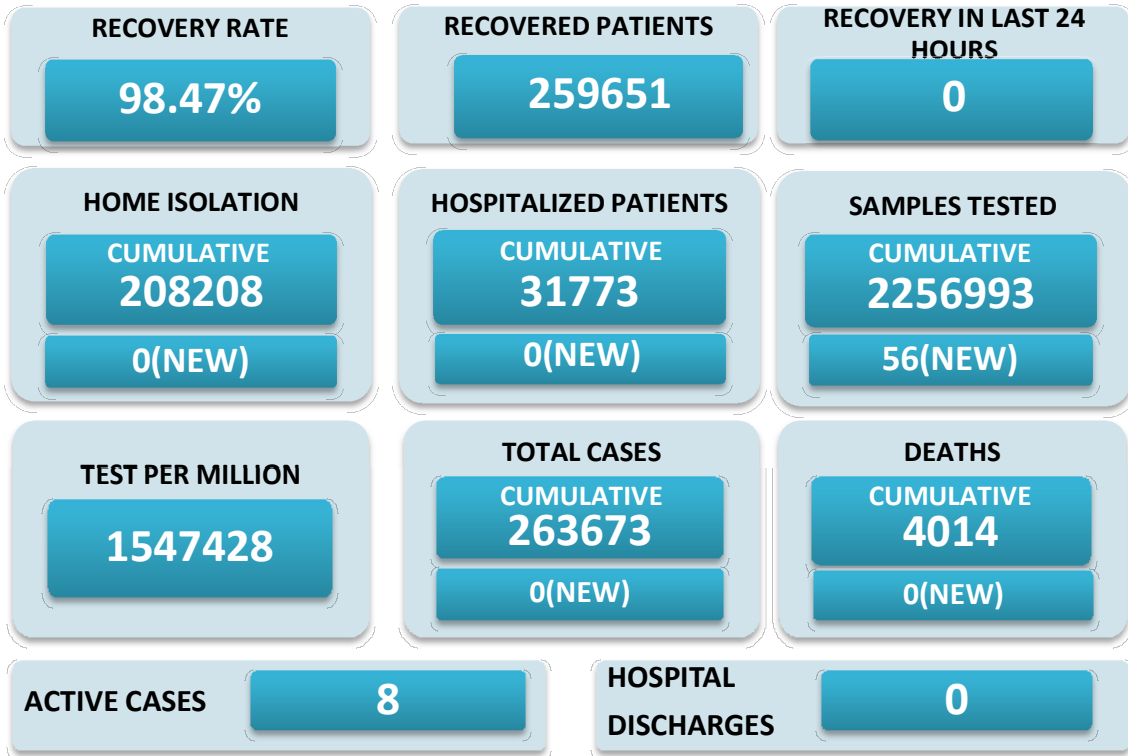 RECOVERY RATE
98.47%
RECOVERED PATIENTS
259651
RECOVERY IN LAST 24
HOURS
0
HOME ISOLATION
CUMULATIVE
208208
0(NEW)
HOSPITALIZED PATIENTS
CUMULATIVE
31773
0(NEW)
SAMPLES TESTED
CUMULATIVE
2256993
56(NEW)
TEST PER MILLION
1547428
TOTAL CASES
CUMULATIVE
263673
0(NEW)
DEATHS
CUMULATIVE
4014
0(NEW)
ACTIVE CASES
8
HOSPITAL
DISCHARGES
0